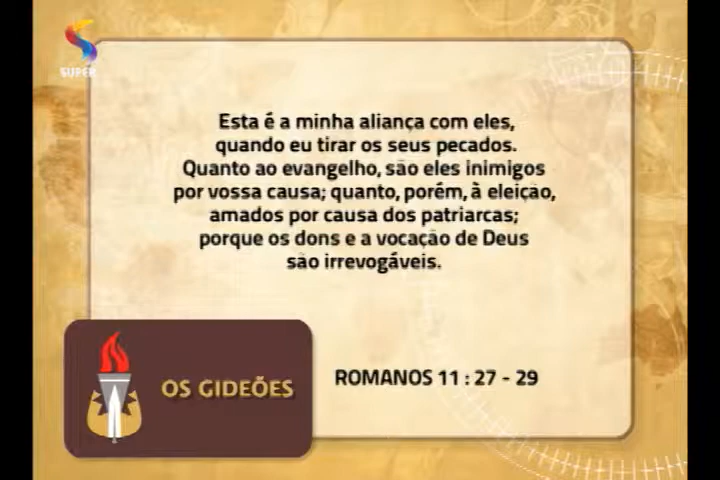 SUPER
Esta é a minha aliança com eles,
quando eu tirar os seus pecados.
Quanto ao evangelho, são eles inimigos
por vossa causa; quanto, porém, à eleição,
amados por causa dos patriarcas;
porque os dons e a vocação de Deus
são irrevogáveis.
OS GIDEÕES
ROMANOS 11 : 27 - 29